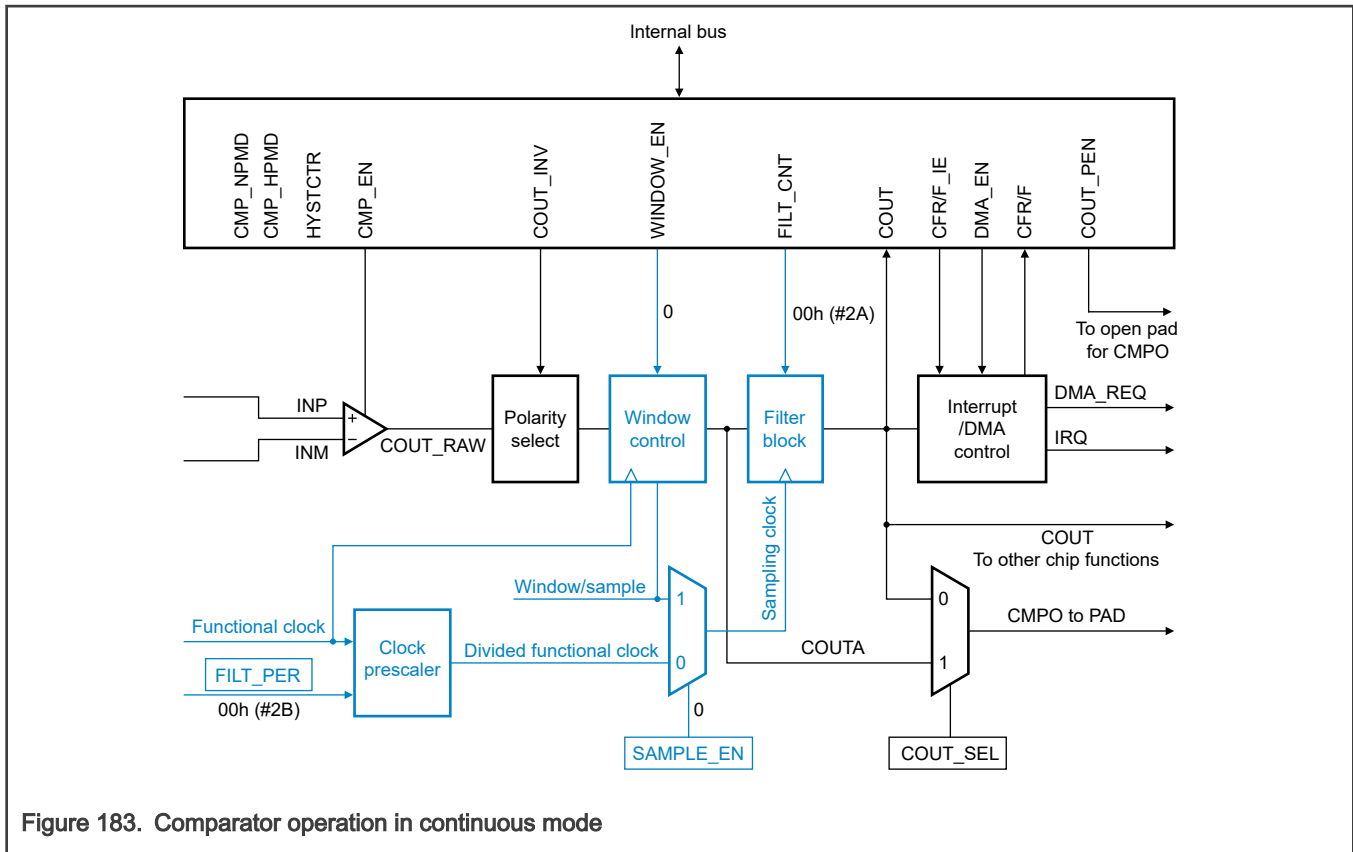 Internal bus
CMP_NPMD
CMP_HPMD
HYSTCTR
CMP_EN
COUT_INV
WINDOW_EN
FILT_CNT
COUT
CFR/F_IE
DMA_EN
CFR/F
COUT_PEN
0
00h (#2A)
To open pad
for CMPO
INP
+
−
INM
COUT_RAW
Polarity
select
Window
control
Filter
block
Interrupt
/DMA
control
DMA_REQ
IRQ
COUT
To other chip functions
Sampling clock
Window/sample
1
0
Functional clock
FILT_PER
00h (#2B)
Clock
prescaler
Divided functional clock
0
SAMPLE_EN
COUTA
0
1
CMPO to PAD
COUT_SEL
Figure 183. Comparator operation in continuous mode